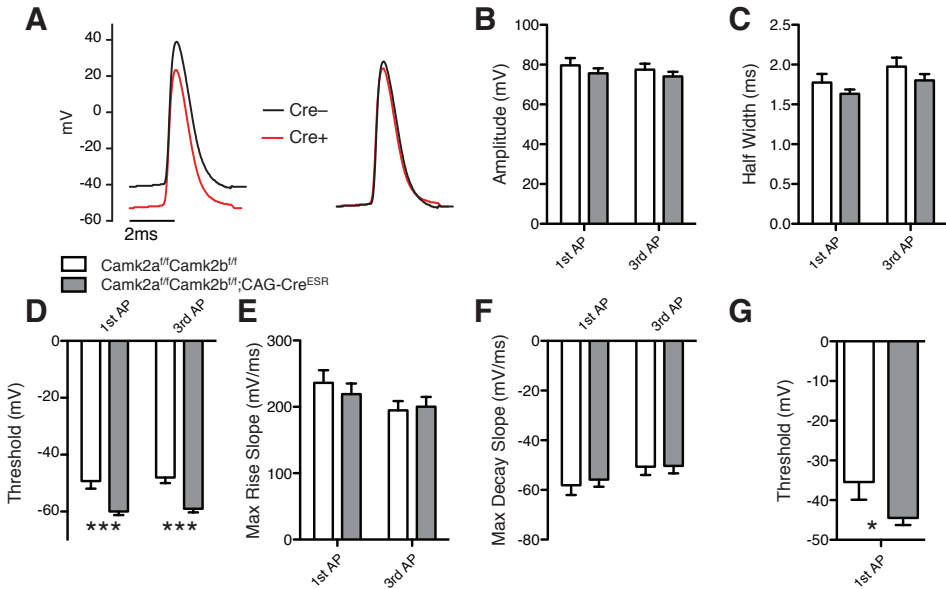 A
mV
40
20
0
-20
-40
-60
2ms
Cre–
Cre+
B
Amplitude (mV)
100
80
60
40
20
0
1st AP
3rd AP
C
Half Width (ms)
2.5
2.0
1.5
1.0
0.5
0.0
1st AP
3rd AP
Camk2a^f/f Camk2b^f/f
Camk2a^f/f Camk2b^f/f;CAG-Cre^ESR
D
1st AP
3rd AP
Threshold (mV)
0
-20
-40
-60
***
***
E
Max Rise Slope (mV/ms)
300
200
100
0
1st AP
3rd AP
F
1st AP
3rd AP
Max Decay Slope (mV/ms)
0
-20
-40
-60
-80
G
Threshold (mV)
0
-10
-20
-30
-40
-50
*
1st AP